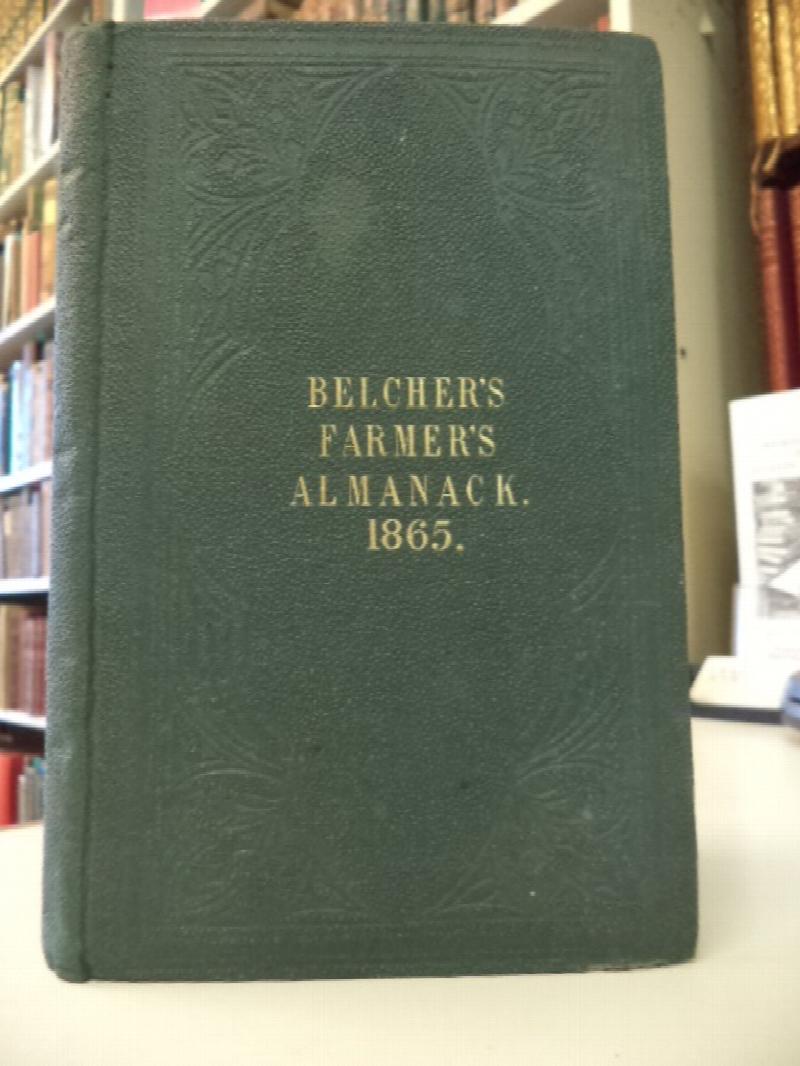 BELCHER'S
FARMER'S
ALMANACK.
1865.